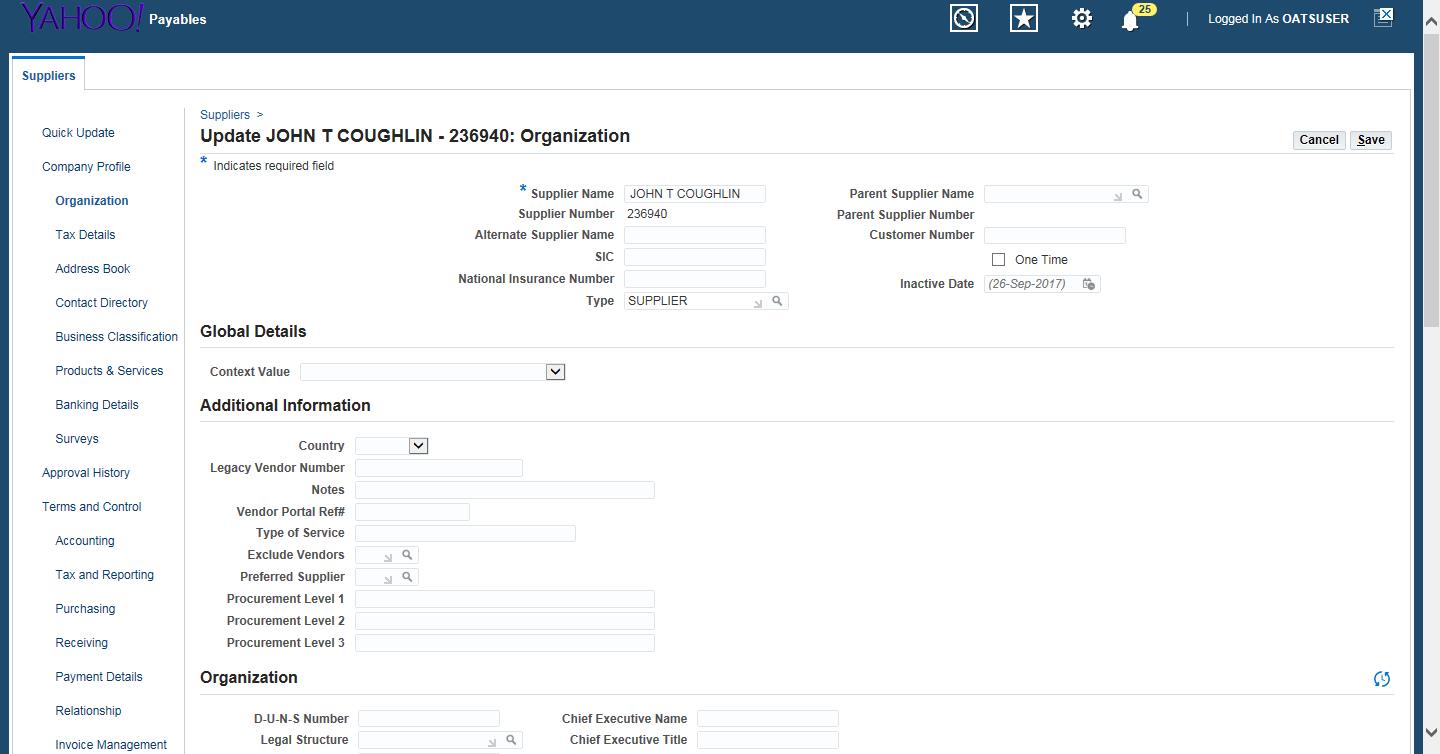 YAHOO! Payables
25
Logged In As OATSUSER
Suppliers
Quick Update
Company Profile
Organization
Tax Details
Address Book
Contact Directory
Business Classification
Products & Services
Banking Details
Surveys
Approval History
Terms and Control
Accounting
Tax and Reporting
Purchasing
Receiving
Payment Details
Relationship
Invoice Management
Suppliers >
Update JOHN T COUGHLIN - 236940: Organization
Cancel
Save
* Indicates required field
* Supplier Name JOHN T COUGHLIN
Supplier Number 236940
Alternate Supplier Name
SIC
National Insurance Number
Type SUPPLIER
Parent Supplier Name
Parent Supplier Number
Customer Number
One Time
Inactive Date (26-Sep-2017)
Global Details
Context Value
Additional Information
Country
Legacy Vendor Number
Notes
Vendor Portal Ref#
Type of Service
Exclude Vendors
Preferred Supplier
Procurement Level 1
Procurement Level 2
Procurement Level 3
Organization
D-U-N-S Number
Legal Structure
Chief Executive Name
Chief Executive Title